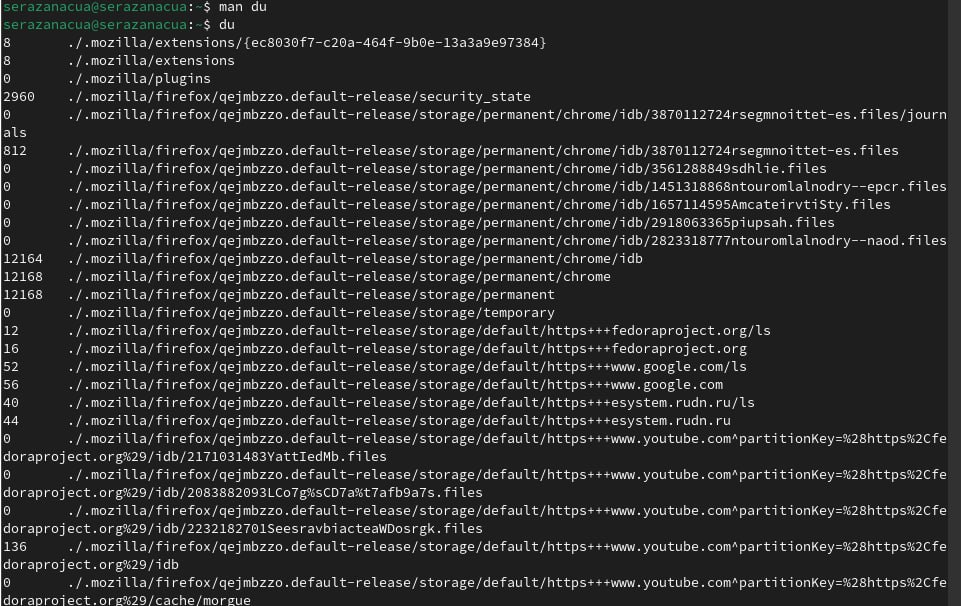 serazanacua@serazanacua:~$ man du
serazanacua@serazanacua:~$ du
8       ./.mozilla/extensions/{ec8030f7-c20a-464f-9b0e-13a3a9e97384}
8       ./.mozilla/extensions
0       ./.mozilla/plugins
2960    ./.mozilla/firefox/qejmbzzo.default-release/security_state
0       ./.mozilla/firefox/qejmbzzo.default-release/storage/permanent/chrome/idb/3870112724rsegmnoittet-es.files/journ
als
812     ./.mozilla/firefox/qejmbzzo.default-release/storage/permanent/chrome/idb/3870112724rsegmnoittet-es.files
0       ./.mozilla/firefox/qejmbzzo.default-release/storage/permanent/chrome/idb/3561288849sdhlie.files
0       ./.mozilla/firefox/qejmbzzo.default-release/storage/permanent/chrome/idb/1451318868ntouromlalnodry--epcr.files
0       ./.mozilla/firefox/qejmbzzo.default-release/storage/permanent/chrome/idb/1657114595AmcateirvtiSty.files
0       ./.mozilla/firefox/qejmbzzo.default-release/storage/permanent/chrome/idb/2918063365piupsah.files
0       ./.mozilla/firefox/qejmbzzo.default-release/storage/permanent/chrome/idb/2823318777ntouromlalnodry--naod.files
12164   ./.mozilla/firefox/qejmbzzo.default-release/storage/permanent/chrome/idb
12168   ./.mozilla/firefox/qejmbzzo.default-release/storage/permanent/chrome
12168   ./.mozilla/firefox/qejmbzzo.default-release/storage/permanent
0       ./.mozilla/firefox/qejmbzzo.default-release/storage/temporary
12      ./.mozilla/firefox/qejmbzzo.default-release/storage/default/https+++fedoraproject.org/ls
16      ./.mozilla/firefox/qejmbzzo.default-release/storage/default/https+++fedoraproject.org
52      ./.mozilla/firefox/qejmbzzo.default-release/storage/default/https+++www.google.com/ls
56      ./.mozilla/firefox/qejmbzzo.default-release/storage/default/https+++www.google.com
40      ./.mozilla/firefox/qejmbzzo.default-release/storage/default/https+++esystem.rudn.ru/ls
44      ./.mozilla/firefox/qejmbzzo.default-release/storage/default/https+++esystem.rudn.ru
0       ./.mozilla/firefox/qejmbzzo.default-release/storage/default/https+++www.youtube.com^partitionKey=%28https%2Cfe
doraproject.org%29/idb/2171031483YattIedMb.files
0       ./.mozilla/firefox/qejmbzzo.default-release/storage/default/https+++www.youtube.com^partitionKey=%28https%2Cfe
doraproject.org%29/idb/2083882093LCo7g%sCD7a%t7afb9a7s.files
0       ./.mozilla/firefox/qejmbzzo.default-release/storage/default/https+++www.youtube.com^partitionKey=%28https%2Cfe
doraproject.org%29/idb/2232182701SeesravbiacteaWDosrgk.files
136     ./.mozilla/firefox/qejmbzzo.default-release/storage/default/https+++www.youtube.com^partitionKey=%28https%2Cfe
doraproject.org%29/idb
0       ./.mozilla/firefox/qejmbzzo.default-release/storage/default/https+++www.youtube.com^partitionKey=%28https%2Cfe
doraproject.org%29/cache/morgue